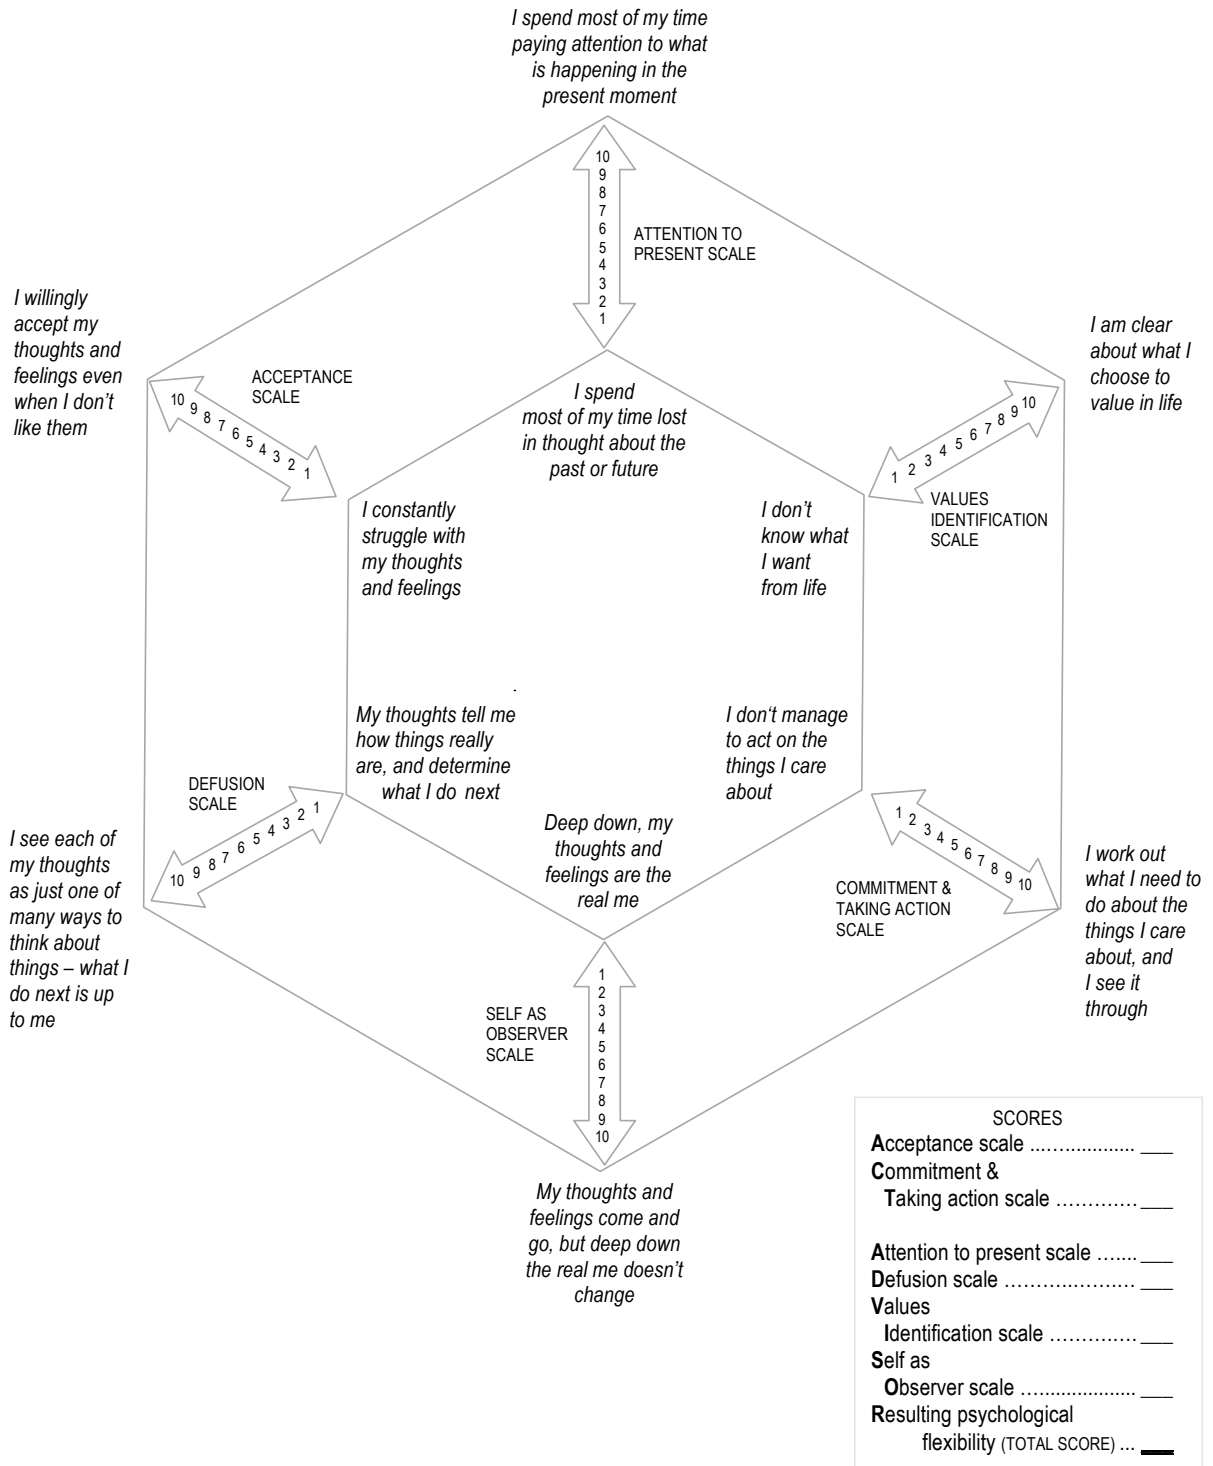 I spend most of my time
paying attention to what
is happening in the
present moment
10
9
8
7
6
5
4
3
2
1
ATTENTION TO
PRESENT SCALE
I willingly
accept my
thoughts and
feelings even
when I don't
like them
ACCEPTANCE
SCALE
10 9 8 7 6 5 4 3 2 1
I spend
most of my time lost
in thought about the
past or future
I am clear
about what I
choose to
value in life
1 2 3 4 5 6 7 8 9 10
VALUES
IDENTIFICATION
SCALE
I constantly
struggle with
my thoughts
and feelings
I don't
know what
I want
from life
My thoughts tell me
how things really
are, and determine
what I do next
I don‘t manage
to act on the
things I care
about
DEFUSION
SCALE
10 9 8 7 6 5 4 3 2 1
Deep down, my
thoughts and
feelings are the
real me
1 2 3 4 5 6 7 8 9 10
COMMITMENT &
TAKING ACTION
SCALE
I see each of
my thoughts
as just one of
many ways to
think about
things – what I
do next is up
to me
I work out
what I need to
do about the
things I care
about, and
I see it
through
SELF AS
OBSERVER
SCALE
1
2
3
4
5
6
7
8
9
10
My thoughts and
feelings come and
go, but deep down
the real me doesn't
change
SCORES
Acceptance scale ................... ___
Commitment &
Taking action scale ............. ___
Attention to present scale ....... ___
Defusion scale ...................... ___
Values
Identification scale .............. ___
Self as
Observer scale ..................... ___
Resulting psychological
flexibility (TOTAL SCORE) ... ___